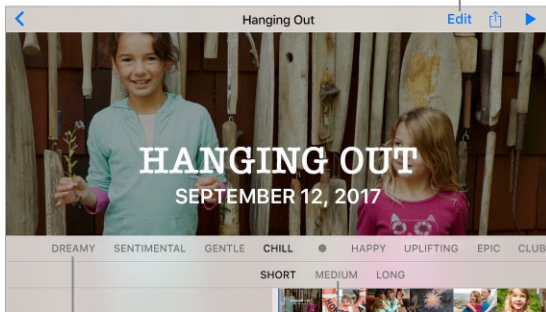 Hanging Out Edit
HANGING OUT
SEPTEMBER 12, 2017
DREAMY SENTIMENTAL GENTLE CHILL HAPPY UPLIFTING EPIC CLUB
SHORT MEDIUM LONG